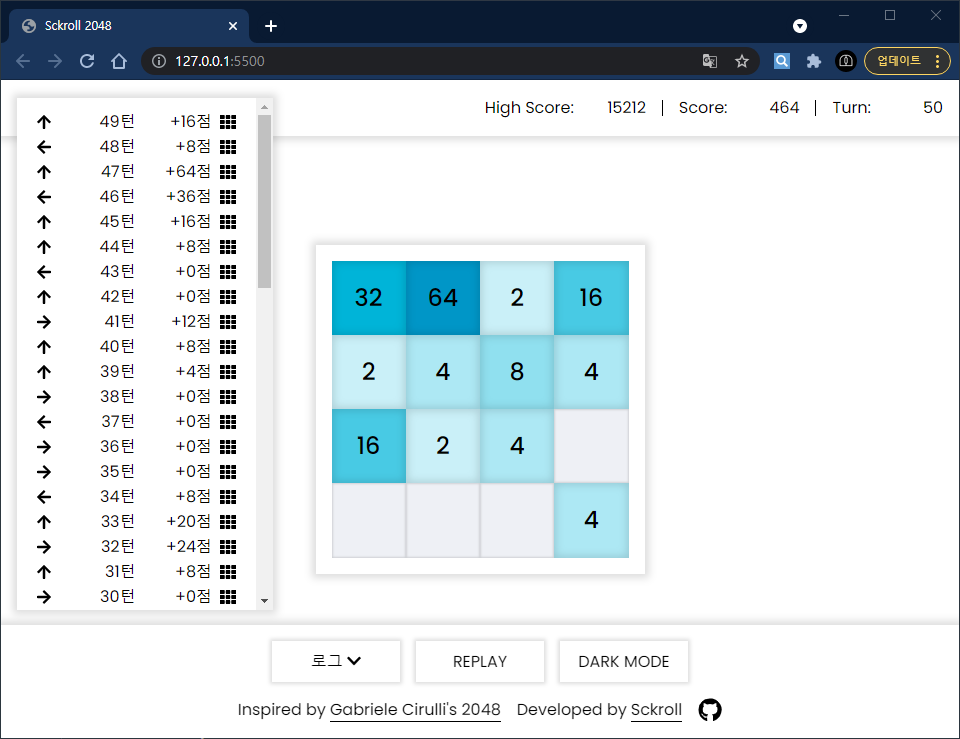 Sckroll 2048
127.0.0.1:5500
업데이트
High Score: 15212 | Score: 464 | Turn: 50
49턴 +16점
48턴 +8점
47턴 +64점
46턴 +36점
45턴 +16점
44턴 +8점
43턴 +0점
42턴 +0점
41턴 +12점
40턴 +8점
39턴 +4점
38턴 +0점
37턴 +0점
36턴 +0점
35턴 +0점
34턴 +8점
33턴 +20점
32턴 +24점
31턴 +8점
30턴 +0점
32 64 2 16
2 4 8 4
16 2 4
4
로그 REPLAY DARK MODE
Inspired by Gabriele Cirulli's 2048 Developed by Sckroll